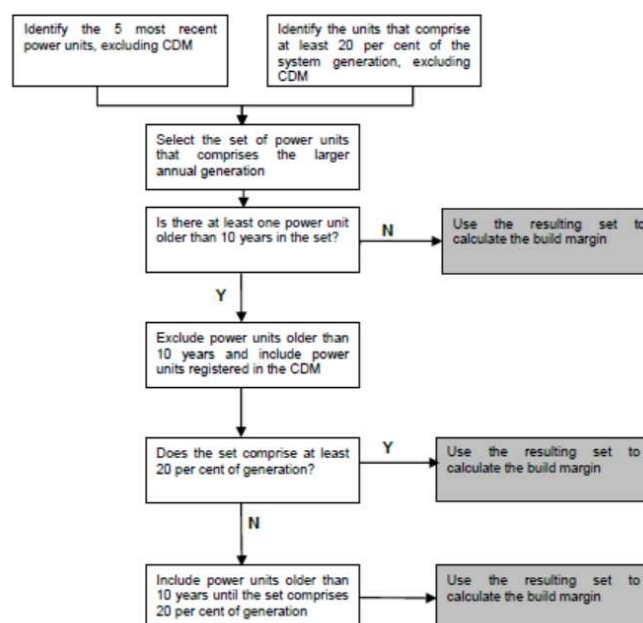 Identify the 5 most recent
power units, excluding CDM
Identify the units that comprise
at least 20 per cent of the
system generation, excluding
CDM
Select the set of power units
that comprises the larger
annual generation
Is there at least one power unit
older than 10 years in the set?
N
Use the resulting set to
calculate the build margin
Y
Exclude power units older than
10 years and include power
units registered in the CDM
Does the set comprise at least
20 per cent of generation?
Y
Use the resulting set to
calculate the build margin
N
Include power units older than
10 years until the set comprises
20 per cent of generation
Use the resulting set to
calculate the build margin